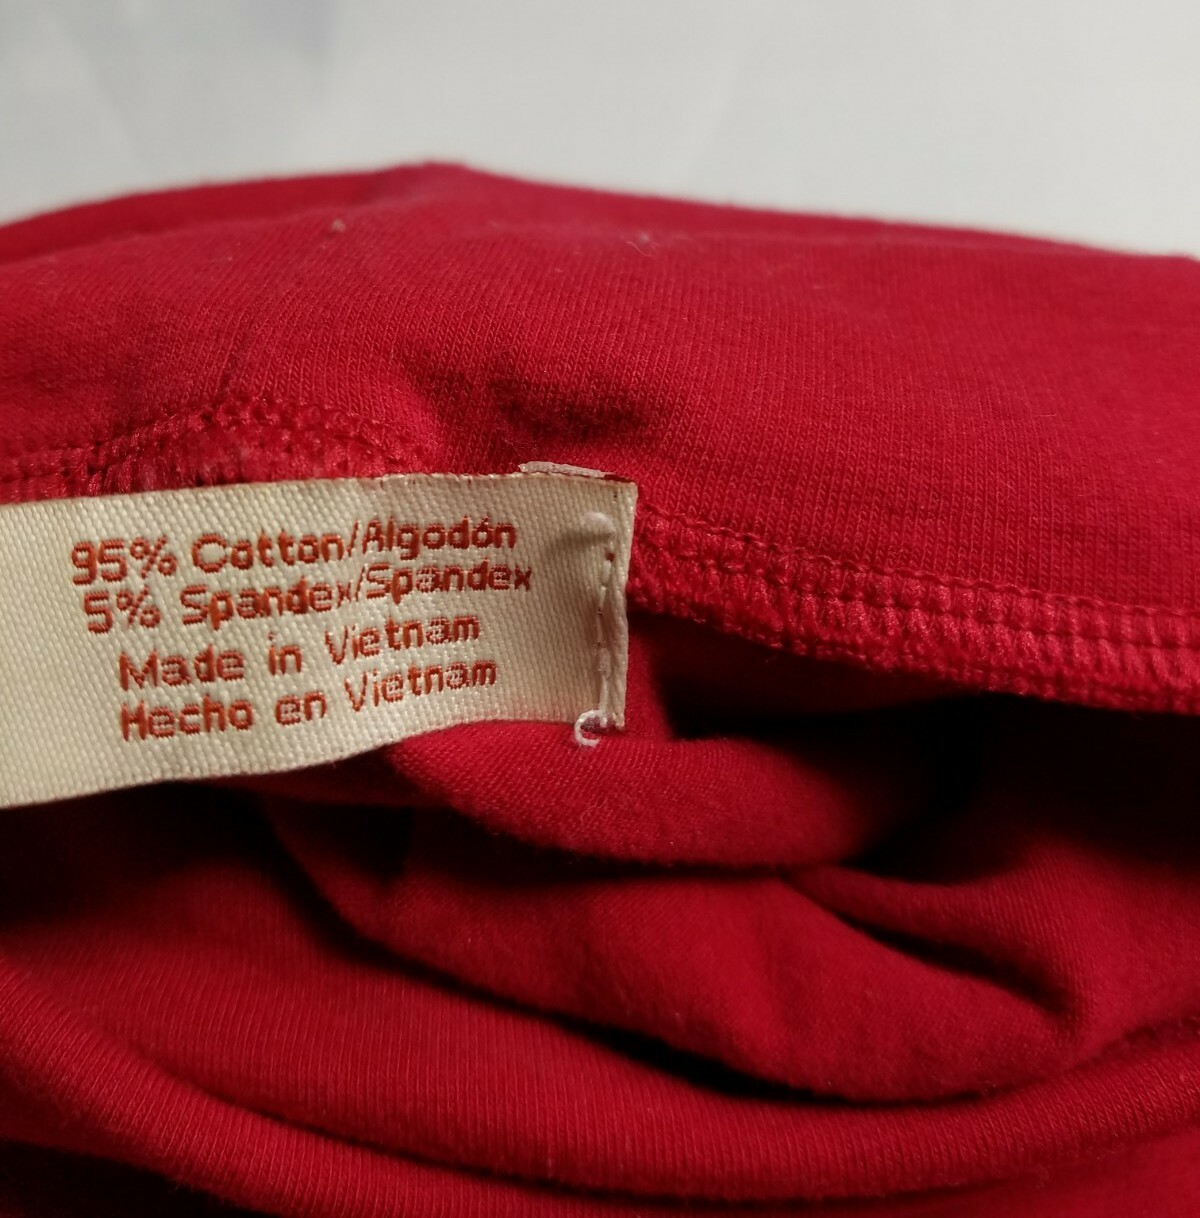 95% Cotton/Algodón
5% Spandex/Spandex
Made in Vietnam
Hecho en Vietnam